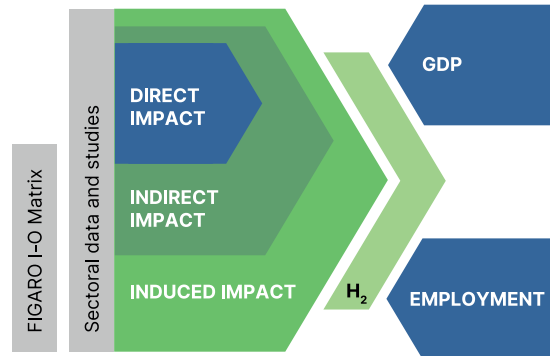 FIGARO I-O Matrix
Sectoral data and studies
DIRECT
IMPACT
INDIRECT
IMPACT
INDUCED IMPACT
H₂
GDP
EMPLOYMENT